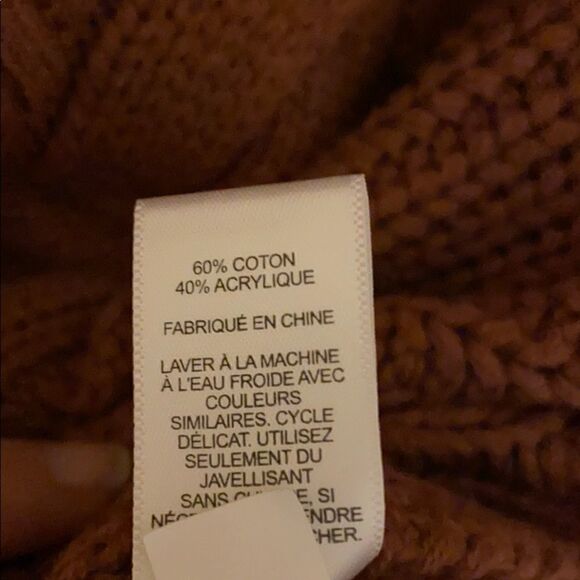 60% COTON
40% ACRYLIQUE
FABRIQUÉ EN CHINE
LAVER À LA MACHINE
À L'EAU FROIDE AVEC
COULEURS
SIMILAIRES. CYCLE
DÉLICAT. UTILISEZ
SEULEMENT DU
JAVELLISANT
SANS SI